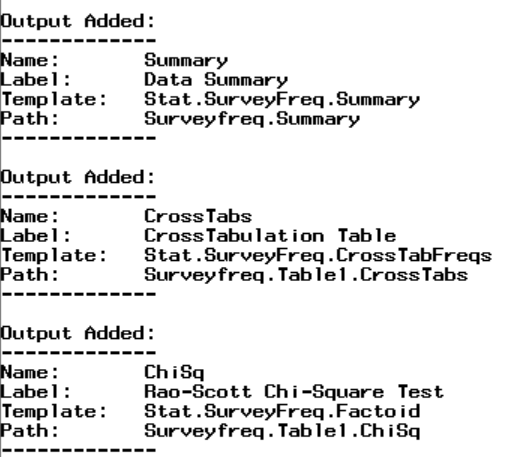 Output Added:
-------------
Name: Summary
Label: Data Summary
Template: Stat.SurveyFreq.Summary
Path: Surveyfreq.Summary
-------------
Output Added:
-------------
Name: CrossTabs
Label: CrossTabulation Table
Template: Stat.SurveyFreq.CrossTabFreqs
Path: Surveyfreq.Table1.CrossTabs
-------------
Output Added:
-------------
Name: ChiSq
Label: Rao-Scott Chi-Square Test
Template: Stat.SurveyFreq.Factoid
Path: Surveyfreq.Table1.ChiSq
-------------